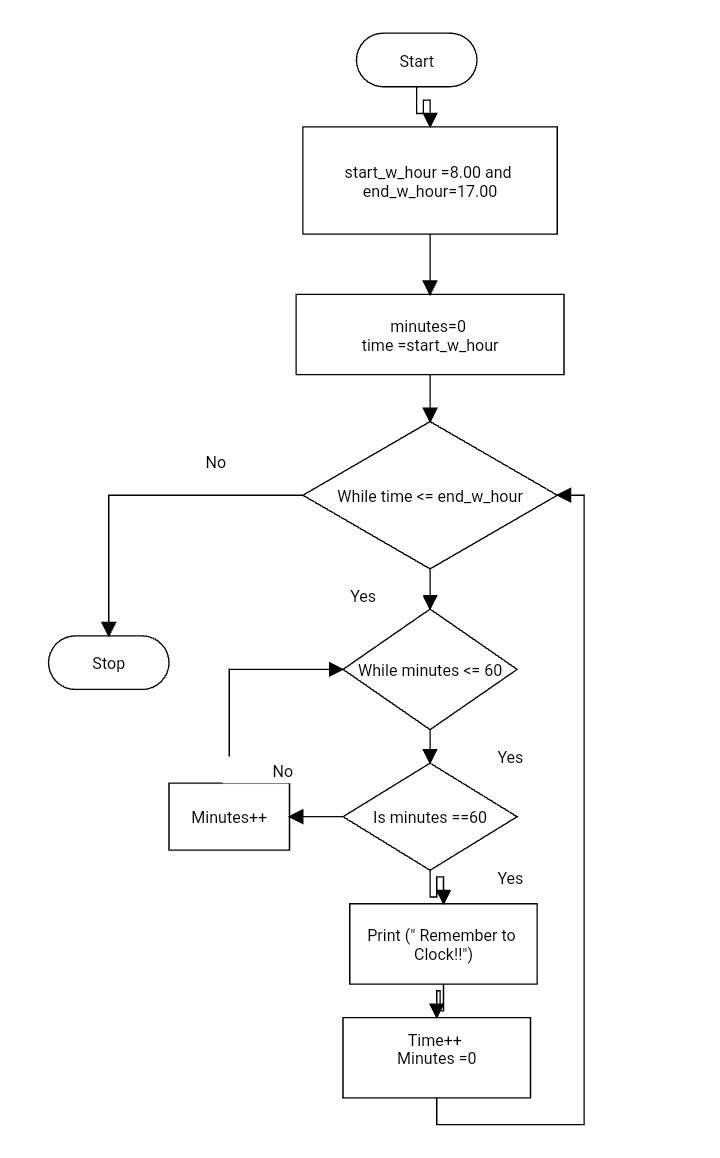 Start
start_w_hour =8.00 and
end_w_hour=17.00
minutes=0
time =start_w_hour
No
While time <= end_w_hour
Yes
Stop
While minutes <= 60
Yes
No
Minutes++
Is minutes ==60
Yes
Print (" Remember to
Clock!!")
Time++
Minutes =0